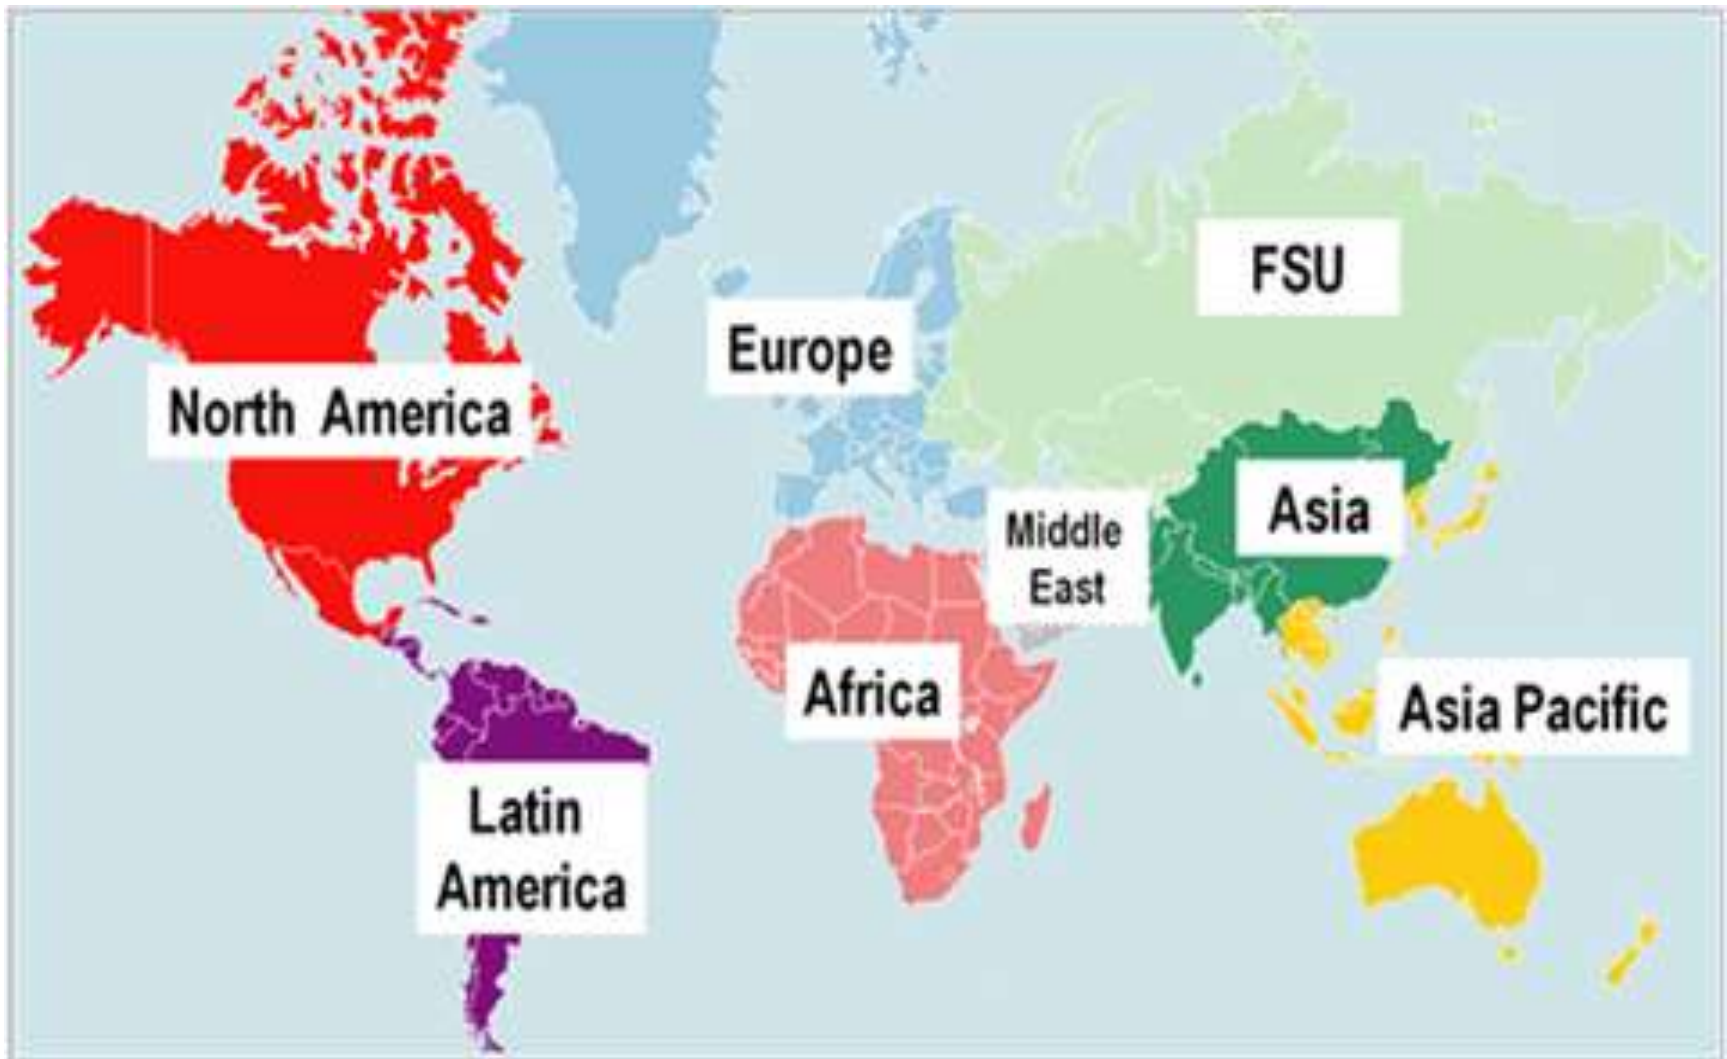 FSU
Europe
North America
Asia
Middle
East
Africa
Asia Pacific
Latin
America